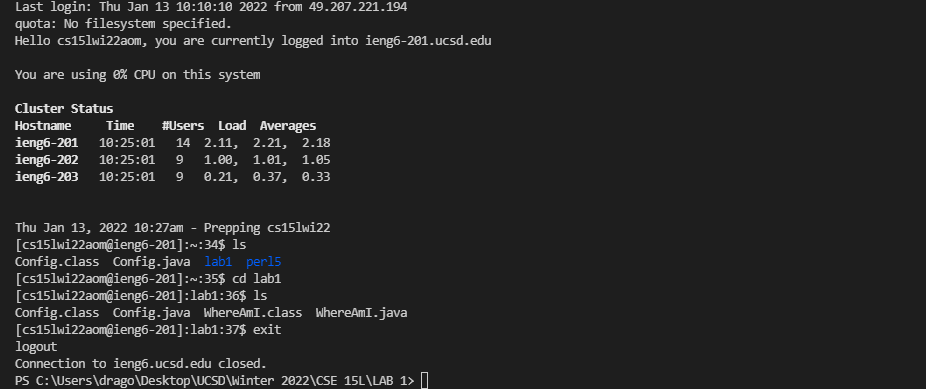 Last login: Thu Jan 13 10:10:10 2022 from 49.207.221.194
quota: No filesystem specified.
Hello cs15lwi22aom, you are currently logged into ieng6-201.ucsd.edu
You are using 0% CPU on this system
Cluster Status
Hostname     Time    #Users  Load  Averages
ieng6-201   10:25:01   14  2.11,  2.21,  2.18
ieng6-202   10:25:01   9   1.00,  1.01,  1.05
ieng6-203   10:25:01   9   0.21,  0.37,  0.33
Thu Jan 13, 2022 10:27am - Prepping cs15lwi22
[cs15lwi22aom@ieng6-201]:~:34$ ls
Config.class  Config.java  lab1  perl5
[cs15lwi22aom@ieng6-201]:~:35$ cd lab1
[cs15lwi22aom@ieng6-201]:lab1:36$ ls
Config.class  Config.java  WhereAmI.class  WhereAmI.java
[cs15lwi22aom@ieng6-201]:lab1:37$ exit
logout
Connection to ieng6.ucsd.edu closed.
PS C:\Users\drago\Desktop\UCSD\Winter 2022\CSE 15L\LAB 1>